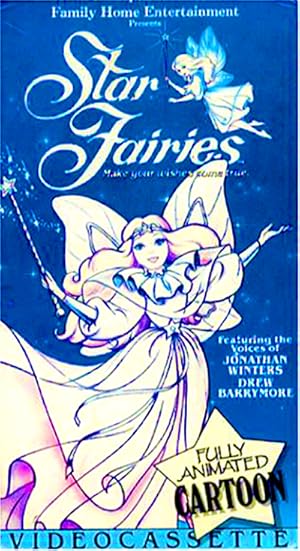 Family Home Entertainment
Presents
Star
Fairies
Make your wishes come true.
Featuring the
Voices of
JONATHAN
WINTERS
DREW
BARRYMORE
FULLY
ANIMATED
CARTOON
VIDEOCASSETTE